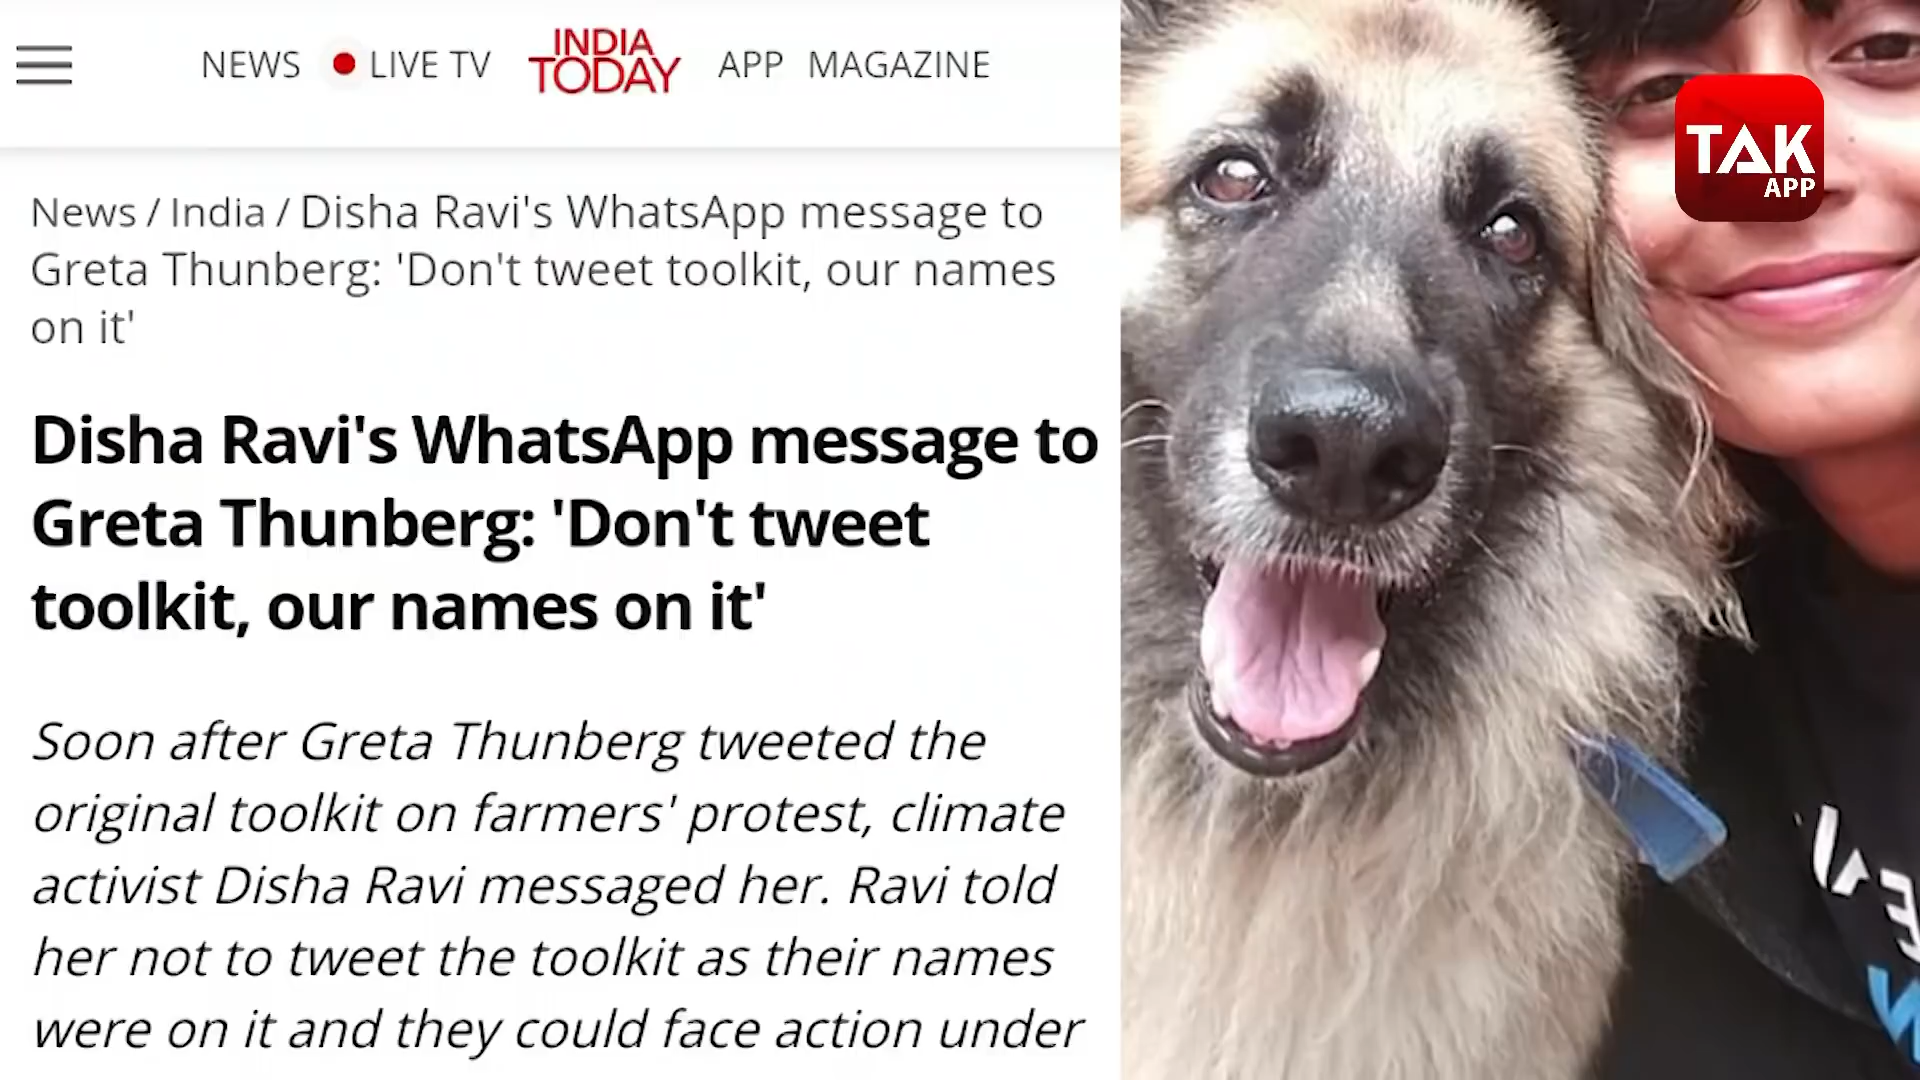 NEWS LIVE TV INDIA TODAY APP MAGAZINE
News / India / Disha Ravi's WhatsApp message to
Greta Thunberg: 'Don't tweet toolkit, our names
on it'
Disha Ravi's WhatsApp message to
Greta Thunberg: 'Don't tweet
toolkit, our names on it'
Soon after Greta Thunberg tweeted the
original toolkit on farmers' protest, climate
activist Disha Ravi messaged her. Ravi told
her not to tweet the toolkit as their names
were on it and they could face action under
TAK
APP